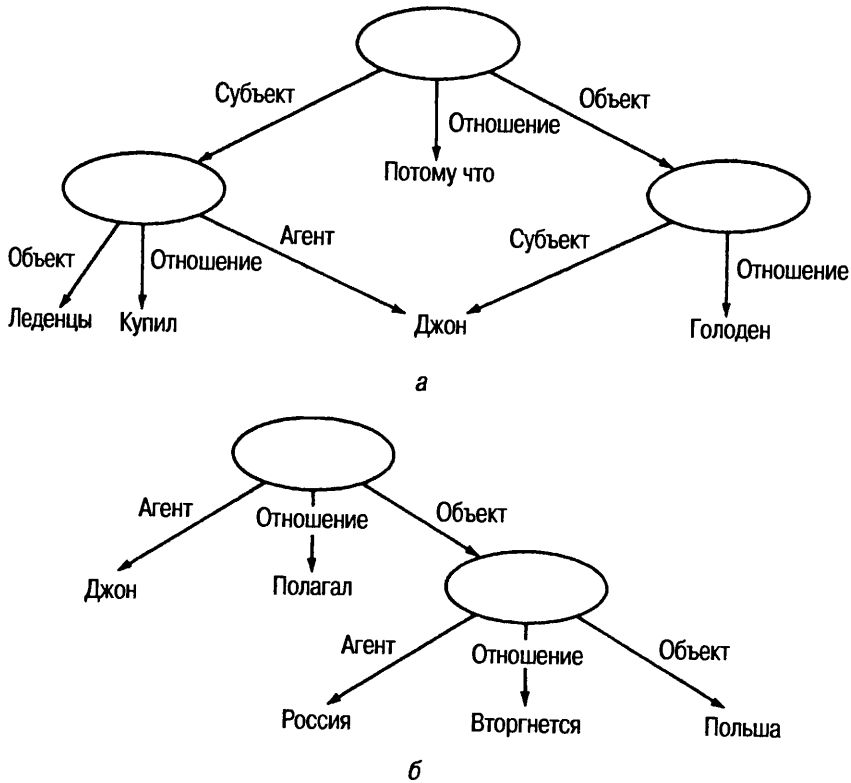 Субъект
Объект
Отношение
Потому что
Агент
Субъект
Объект
Отношение
Отношение
Леденцы
Купил
Джон
Голоден
а
Агент
Отношение
Объект
Джон
Полагал
Агент
Отношение
Объект
Россия
Вторгнется
Польша
б